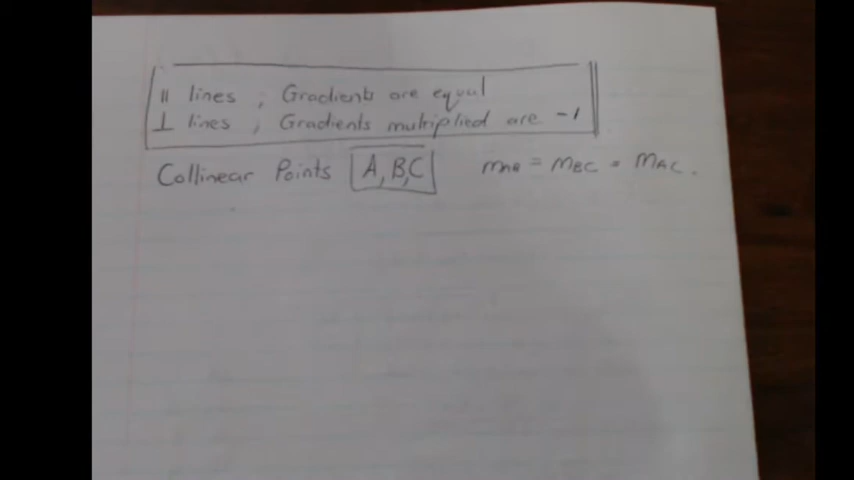 || lines ; Gradients are equal
⊥ lines ; Gradients multiplied are -1
Collinear Points A, B, C mAB = mBC = mAC.